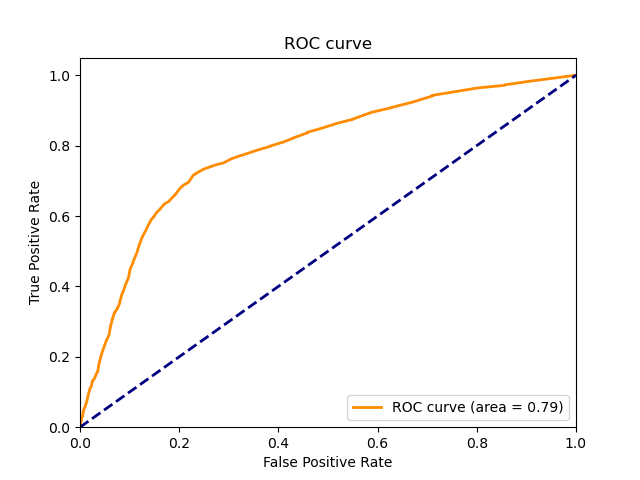 ROC curve
True Positive Rate
1.0
0.8
0.6
0.4
0.2
0.0
ROC curve (area = 0.79)
0.0 0.2 0.4 0.6 0.8 1.0
False Positive Rate